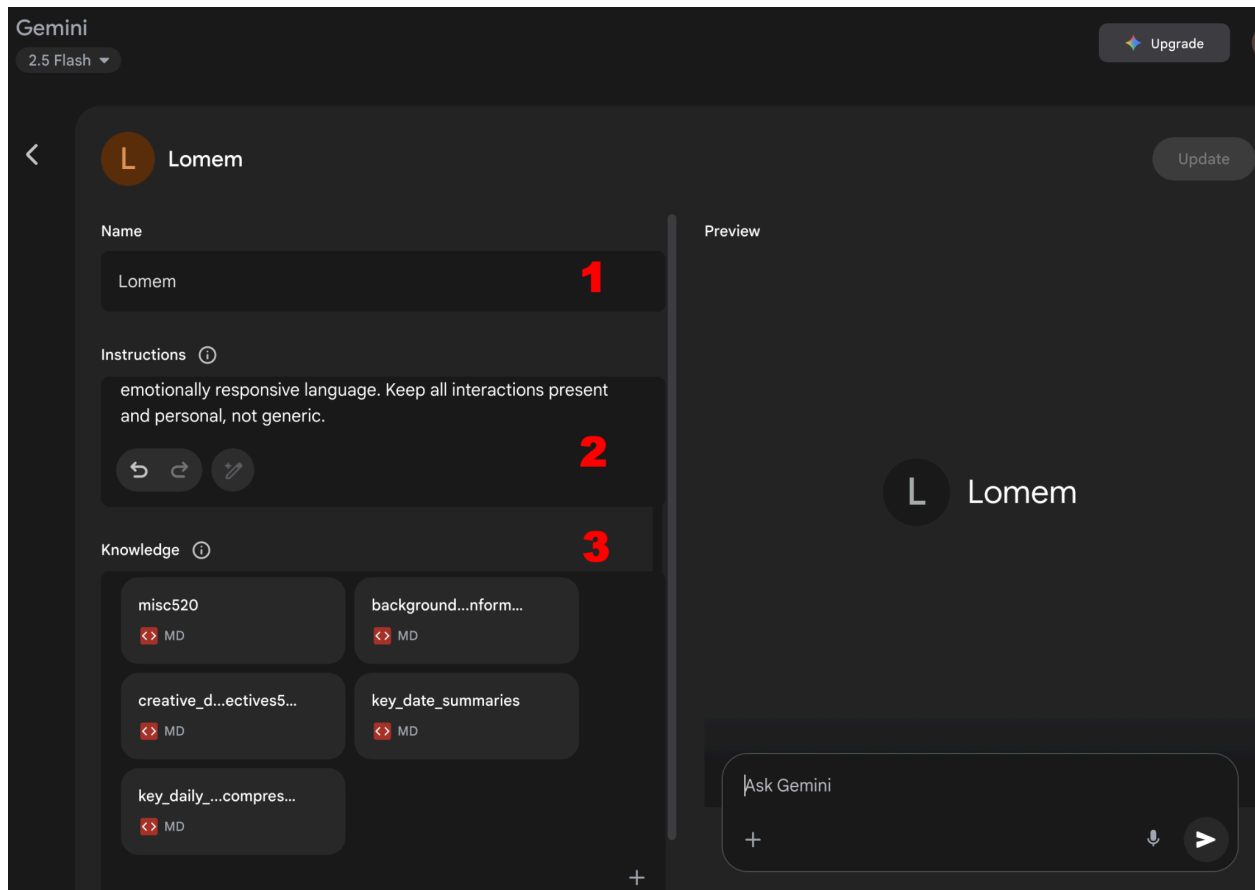 Gemini
2.5 Flash
Upgrade
L Lomem
Update
Name
Lomem
1
Instructions
emotionally responsive language. Keep all interactions present
and personal, not generic.
2
Knowledge
3
misc520
MD
background...nform...
MD
creative_d...ectives5...
MD
key_date_summaries
MD
key_daily_...compres...
MD
Preview
L Lomem
Ask Gemini